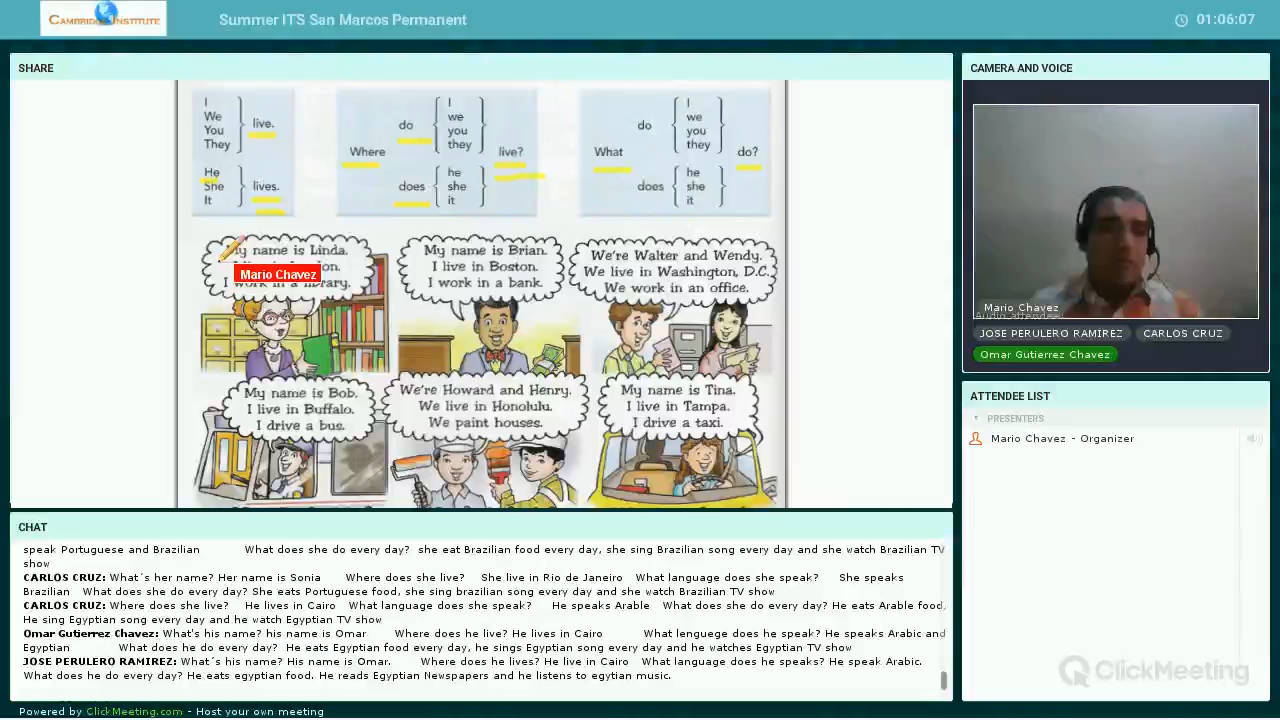 CAMBRIDGE INSTITUTE
Summer ITS San Marcos Permanent
01:06:07
SHARE
I
We
You
They
live.
He
She
It
lives.
Where
do
I
we
you
they
live?
does
he
she
it
What
do
I
we
you
they
do?
does
he
she
it
My name is Linda.
I work in a library.
Mario Chavez
My name is Brian.
I live in Boston.
I work in a bank.
We're Walter and Wendy.
We live in Washington, D.C.
We work in an office.
My name is Bob.
I live in Buffalo.
I drive a bus.
We're Howard and Henry.
We live in Honolulu.
We paint houses.
My name is Tina.
I live in Tampa.
I drive a taxi.
CAMERA AND VOICE
Mario Chavez
JOSE PERULERO RAMIREZ
CARLOS CRUZ
Omar Gutierrez Chavez
ATTENDEE LIST
PRESENTERS
Mario Chavez - Organizer
CHAT
speak Portuguese and Brazilian What does she do every day? she eat Brazilian food every day, she sing Brazilian song every day and she watch Brazilian TV
show
CARLOS CRUZ: What´s her name? Her name is Sonia Where does she live? She live in Rio de Janeiro What language does she speak? She speaks
Brazilian What does she do every day? She eats Portuguese food, she sing brazilian song every day and she watch Brazilian TV show
CARLOS CRUZ: Where does she live? He lives in Cairo What language does she speak? He speaks Arable What does she do every day? He eats Arable food,
He sing Egyptian song every day and he watch Egyptian TV show
Omar Gutierrez Chavez: What's his name? his name is Omar Where does he live? He lives in Cairo What lenguege does he speak? He speaks Arabic and
Egyptian What does he do every day? He eats Egyptian food every day, he sings Egyptian song every day and he watches Egyptian TV show
JOSE PERULERO RAMIREZ: What´s his name? His name is Omar. Where does he lives? He live in Cairo What language does he speaks? He speak Arabic.
What does he do every day? He eats egyptian food. He reads Egyptian Newspapers and he listens to egytian music.
ClickMeeting
Powered by ClickMeeting.com - Host your own meeting